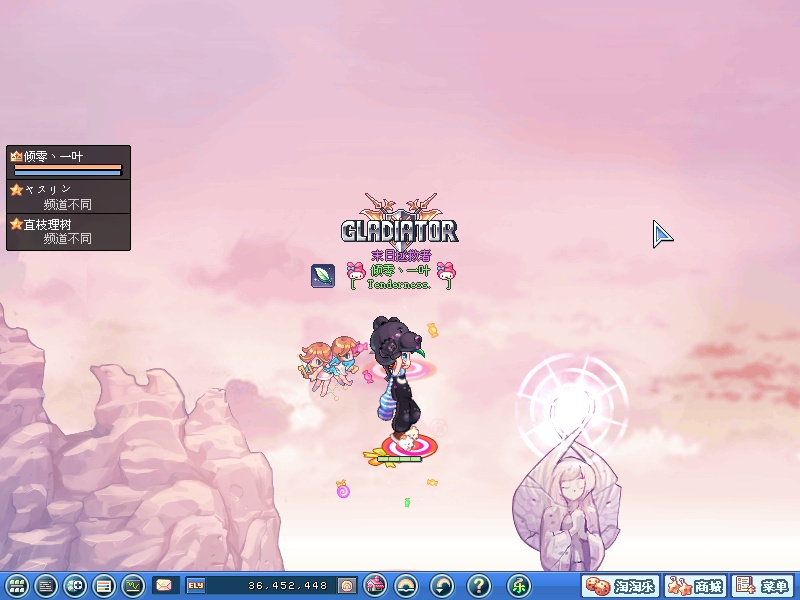 倾零丶一叶
ヤスリン
频道不同
直枝理树
频道不同
GLADIATOR
末日拯救者
倾零丶一叶
[ Tenderness. ]
ELY 36,452,448
?
乐
淘淘乐
商城
菜单